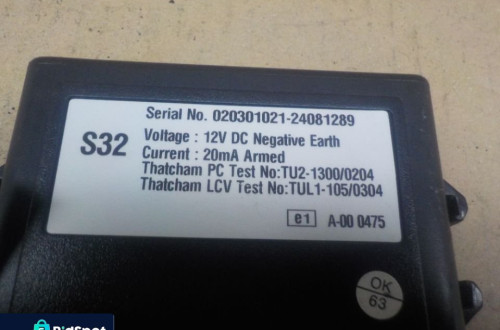 Serial No. 020301021-24081289
S32
Voltage : 12V DC Negative Earth
Current : 20mA Armed
Thatcham PC Test No:TU2-1300/0204
Thatcham LCV Test No:TUL1-105/0304
e1 A-00 0475
OK
63
BidSpot